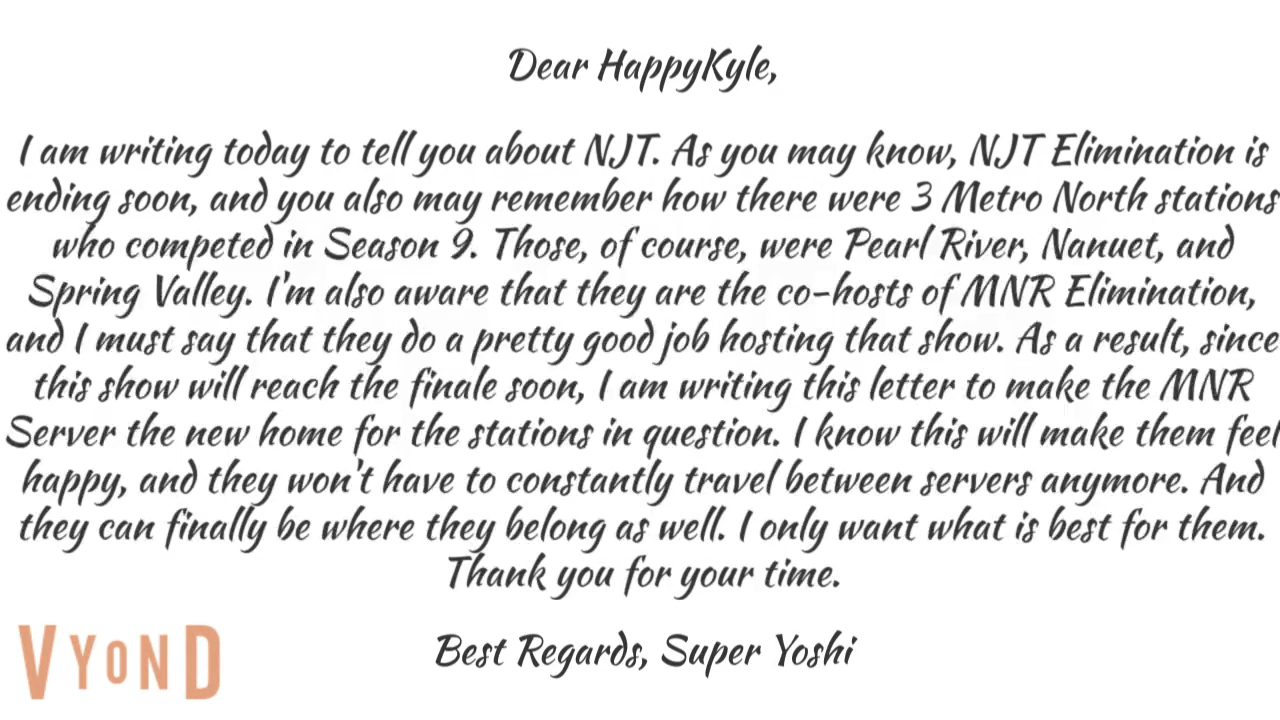 Dear HappyKyle,
I am writing today to tell you about NJT. As you may know, NJT Elimination is
ending soon, and you also may remember how there were 3 Metro North stations
who competed in Season 9. Those, of course, were Pearl River, Nanuet, and
Spring Valley. I'm also aware that they are the co-hosts of MNR Elimination,
and I must say that they do a pretty good job hosting that show. As a result, since
this show will reach the finale soon, I am writing this letter to make the MNR
Server the new home for the stations in question. I know this will make them feel
happy, and they won't have to constantly travel between servers anymore. And
they can finally be where they belong as well. I only want what is best for them.
Thank you for your time.
Best Regards, Super Yoshi
VYOND